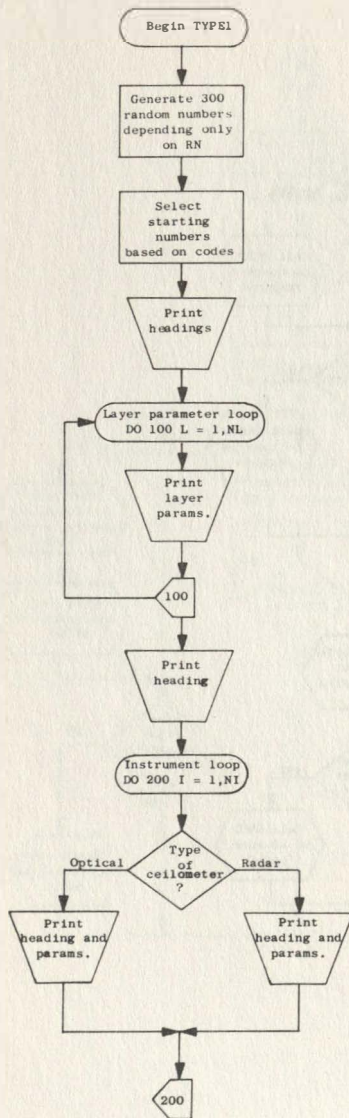 Begin TYPE1
Generate 300
random numbers
depending only
on RN
Select
starting
numbers
based on codes
Print
headings
Layer parameter loop
DO 100 L = 1,NL
Print
layer
params.
100
Print
heading
Instrument loop
DO 200 I = 1,NI
Type
of
ceilometer
?
Optical
Radar
Print
heading and
params.
Print
heading and
params.
200